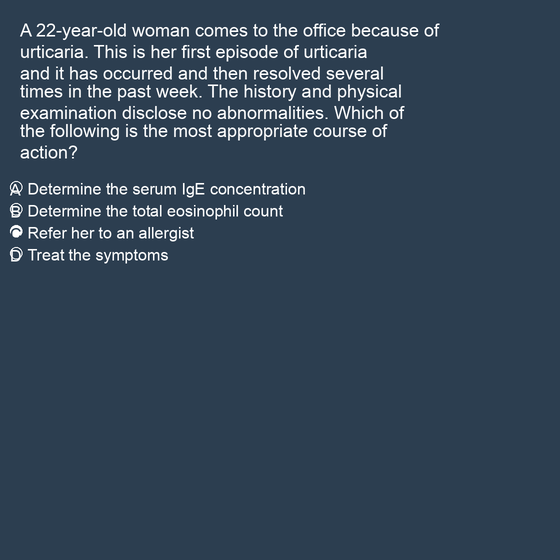 A 22-year-old woman comes to the office because of
urticaria. This is her first episode of urticaria
and it has occurred and then resolved several
times in the past week. The history and physical
examination disclose no abnormalities. Which of
the following is the most appropriate course of
action?
A Determine the serum IgE concentration
B Determine the total eosinophil count
Refer her to an allergist
D Treat the symptoms